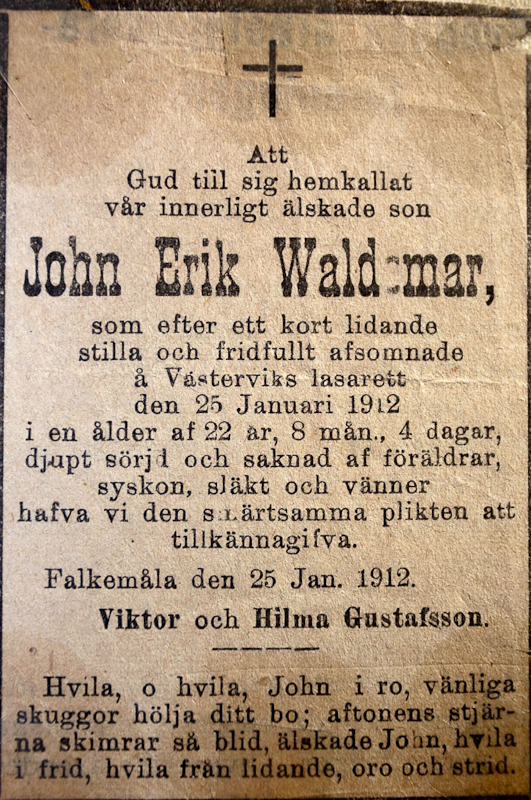 Att
Gud till sig hemkallat
vår innerligt älskade son
John Erik Waldemar,
som efter ett kort lidande
stilla och fridfullt afsomnade
å Västerviks lasarett
den 25 Januari 1912
i en ålder af 22 år, 8 mån., 4 dagar,
djupt sörjd och saknad af föräldrar,
syskon, släkt och vänner
hafva vi den smärtsamma plikten att
tillkännagifva.
Falkemåla den 25 Jan. 1912.
Viktor och Hilma Gustafsson.
Hvila, o hvila, John i ro, vänliga
skuggor hölja ditt bo; aftonens stjär-
na skimrar så blid, älskade John, hvila
i frid, hvila från lidande, oro och strid.